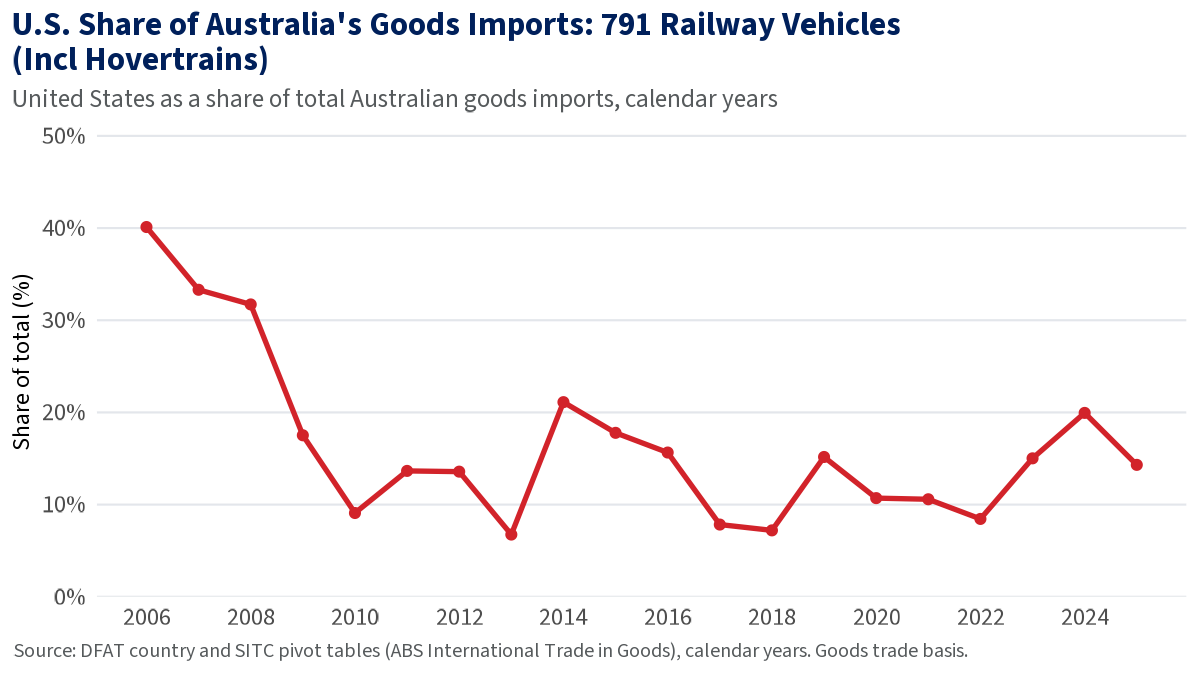 U.S. Share of Australia's Goods Imports: 791 Railway Vehicles
(Incl Hovertrains)
United States as a share of total Australian goods imports, calendar years
50%
40%
30%
20%
10%
0%
Share of total (%)
2006 2008 2010 2012 2014 2016 2018 2020 2022 2024
Source: DFAT country and SITC pivot tables (ABS International Trade in Goods), calendar years. Goods trade basis.